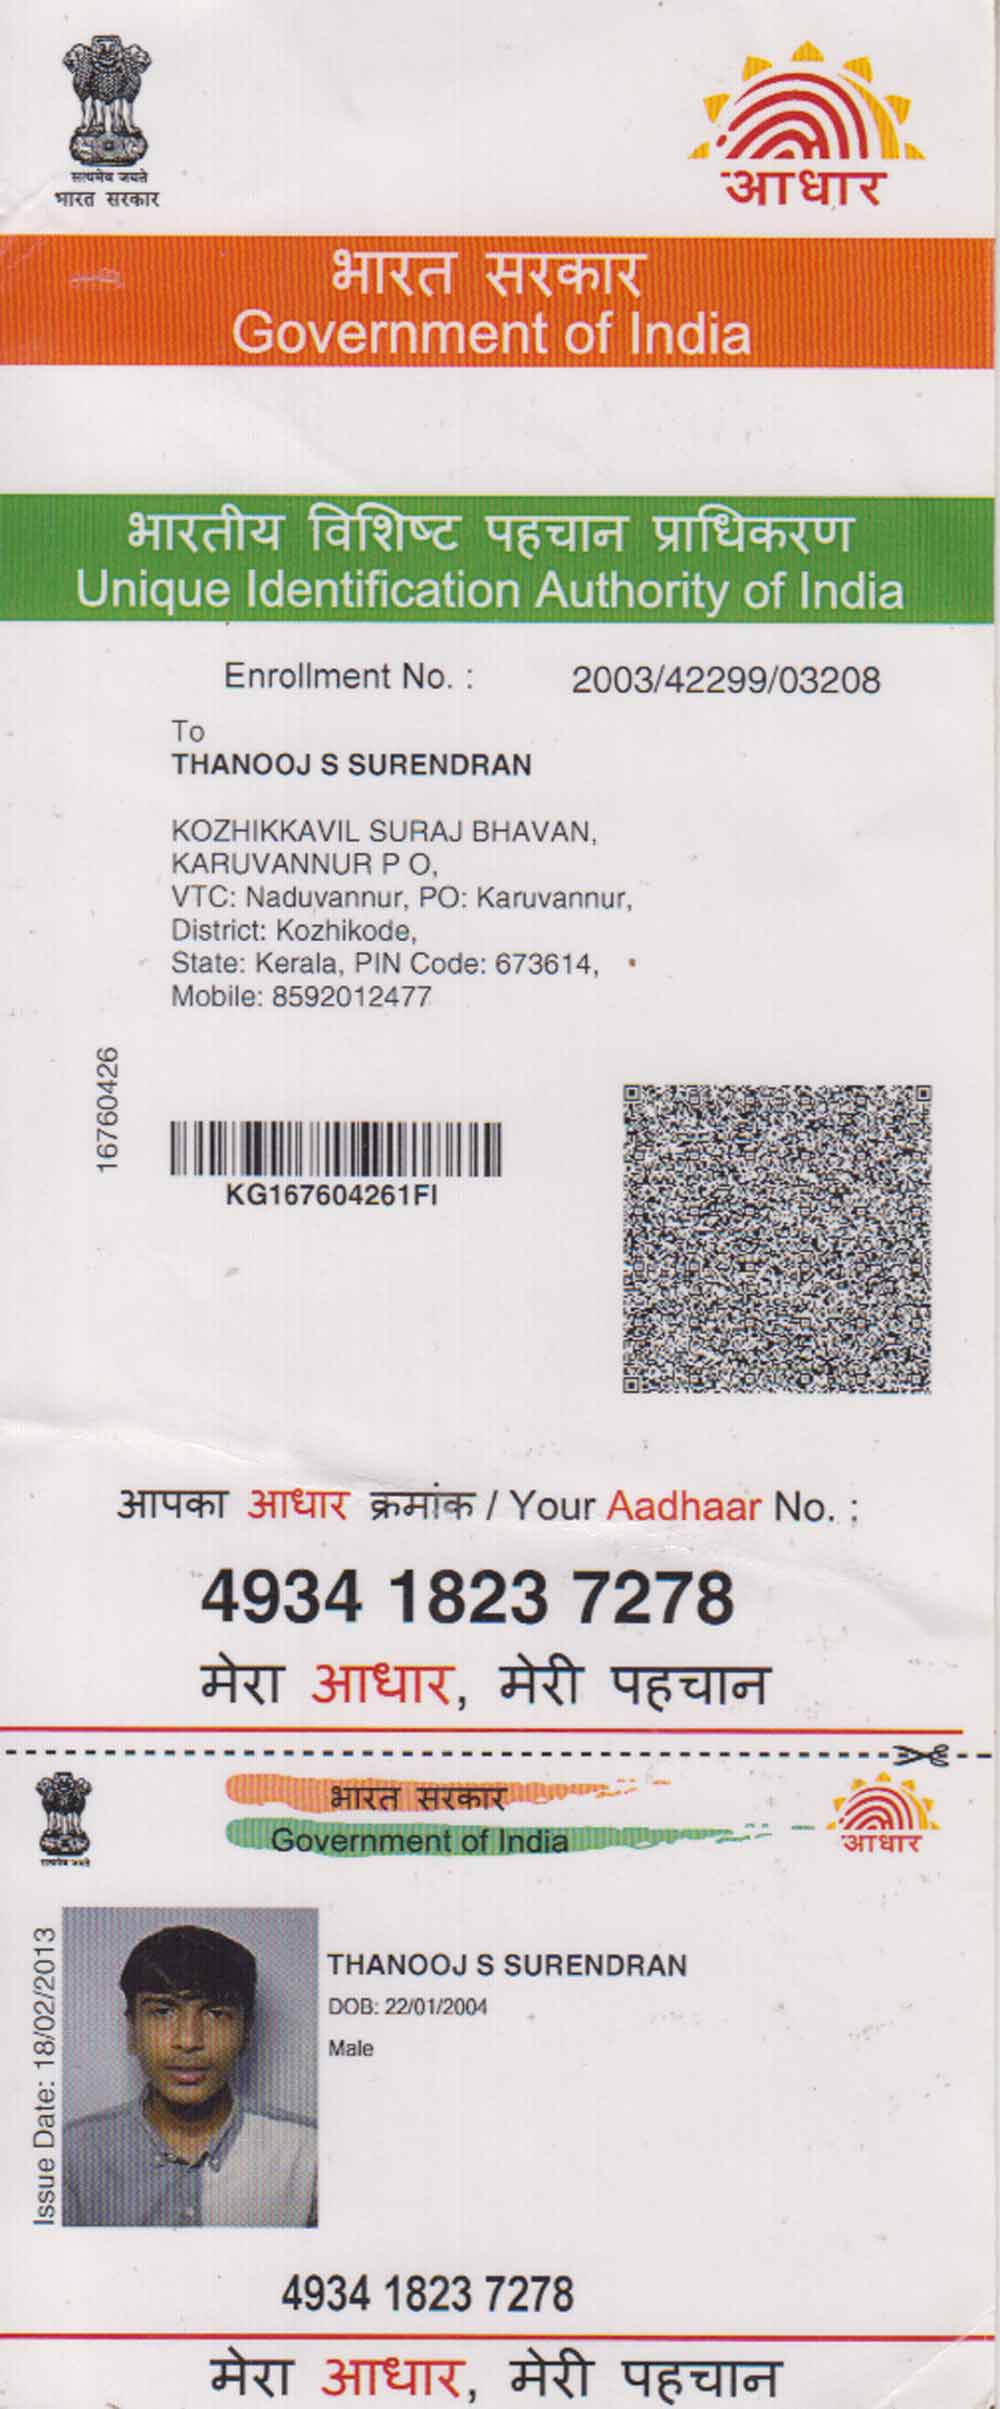 सत्यमेव जयते
भारत सरकार
आधार
भारत सरकार
Government of India
भारतीय विशिष्ट पहचान प्राधिकरण
Unique Identification Authority of India
Enrollment No. : 2003/42299/03208
To
THANOOJ S SURENDRAN
KOZHIKKAVIL SURAJ BHAVAN,
KARUVANNUR P O,
VTC: Naduvannur, PO: Karuvannur,
District: Kozhikode,
State: Kerala, PIN Code: 673614,
Mobile: 8592012477
16760426
KG167604261FI
आपका आधार क्रमांक / Your Aadhaar No. :
4934 1823 7278
मेरा आधार, मेरी पहचान
सत्यमेव जयते
भारत सरकार
Government of India
आधार
Issue Date: 18/02/2013
THANOOJ S SURENDRAN
DOB: 22/01/2004
Male
4934 1823 7278
मेरा आधार, मेरी पहचान